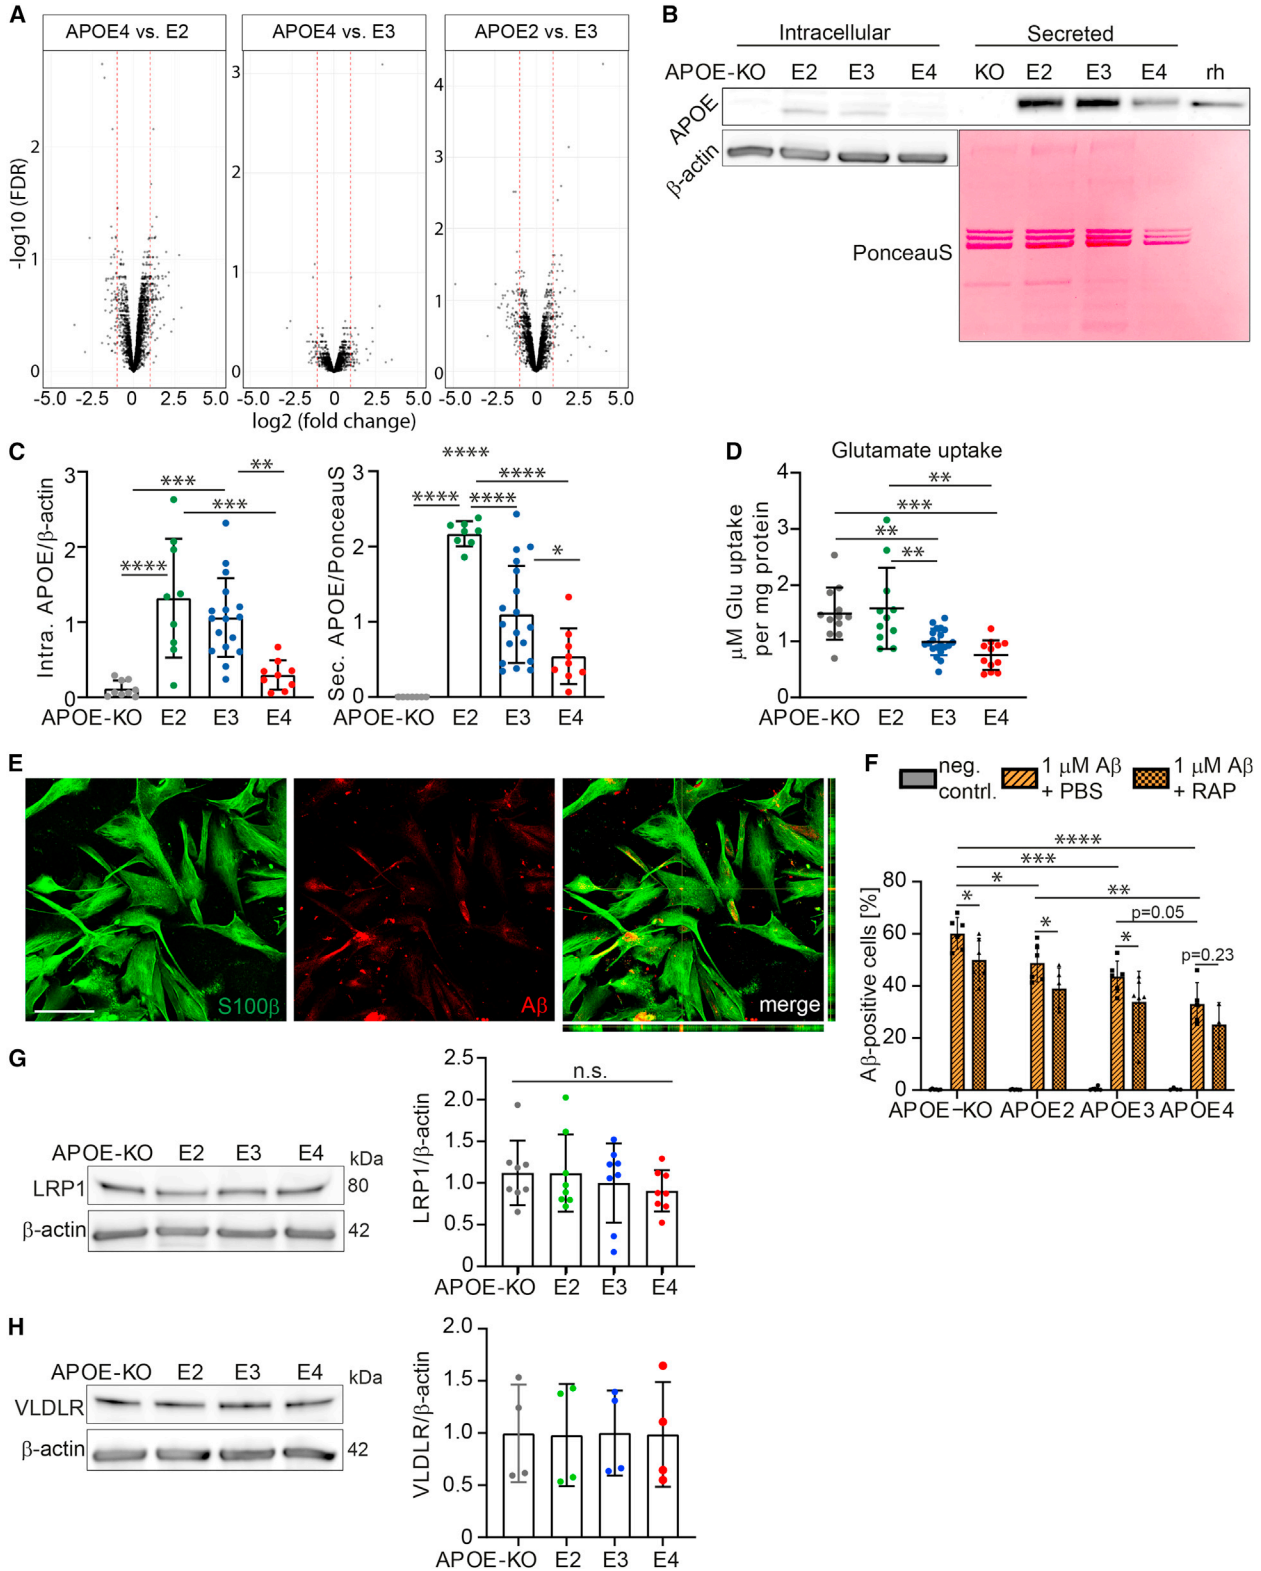 A
APOE4 vs. E2
APOE4 vs. E3
APOE2 vs. E3
-log10 (FDR)
2
1
0
3
2
1
0
4
3
2
1
0
-5.0 -2.5 0 2.5 5.0
-5.0 -2.5 0 2.5 5.0
-5.0 -2.5 0 2.5 5.0
log2 (fold change)
B
Intracellular
Secreted
APOE-KO E2 E3 E4
KO E2 E3 E4 rh
APOE
β-actin
PonceauS
C
Intra. APOE/β-actin
3
2
1
0
****
***
***
**
APOE-KO E2 E3 E4
Sec. APOE/PonceauS
3
2
1
0
****
****
****
****
*
APOE-KO E2 E3 E4
D
Glutamate uptake
μM Glu uptake
per mg protein
4
3
2
1
0
**
***
**
**
APOE-KO E2 E3 E4
E
S100β
Aβ
merge
F
neg.
contrl.
1 μM Aβ
+ PBS
1 μM Aβ
+ RAP
Aβ-positive cells [%]
80
60
40
20
0
****
***
*
**
*
p=0.05
*
*
p=0.23
APOE-KO APOE2 APOE3 APOE4
G
APOE-KO E2 E3 E4
kDa
LRP1
80
β-actin
42
LRP1/β-actin
2.5
2.0
1.5
1.0
0.5
0
n.s.
APOE-KO E2 E3 E4
H
APOE-KO E2 E3 E4
kDa
VLDLR
β-actin
42
VLDLR/β-actin
2.0
1.5
1.0
0.5
0
APOE-KO E2 E3 E4